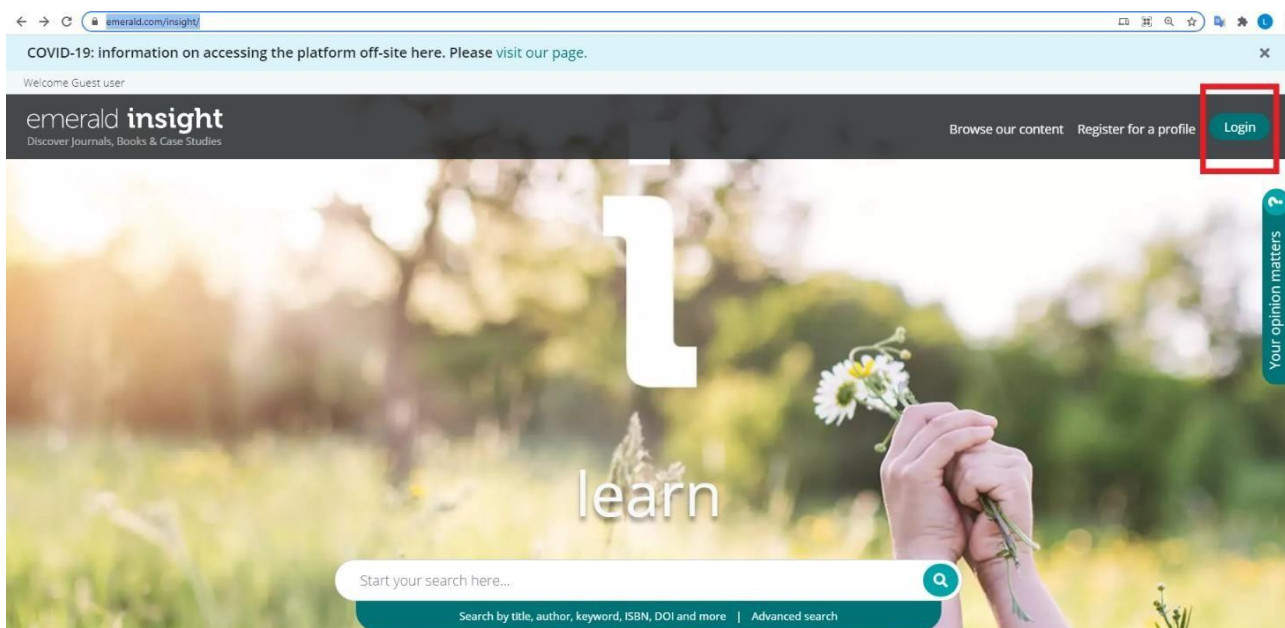 emerald.com/insight/
L
COVID-19: information on accessing the platform off-site here. Please visit our page.
×
Welcome Guest user
emerald insight
Discover Journals, Books & Case Studies
Browse our content Register for a profile Login
? Your opinion matters
learn
Start your search here...
Search by title, author, keyword, ISBN, DOI and more | Advanced search